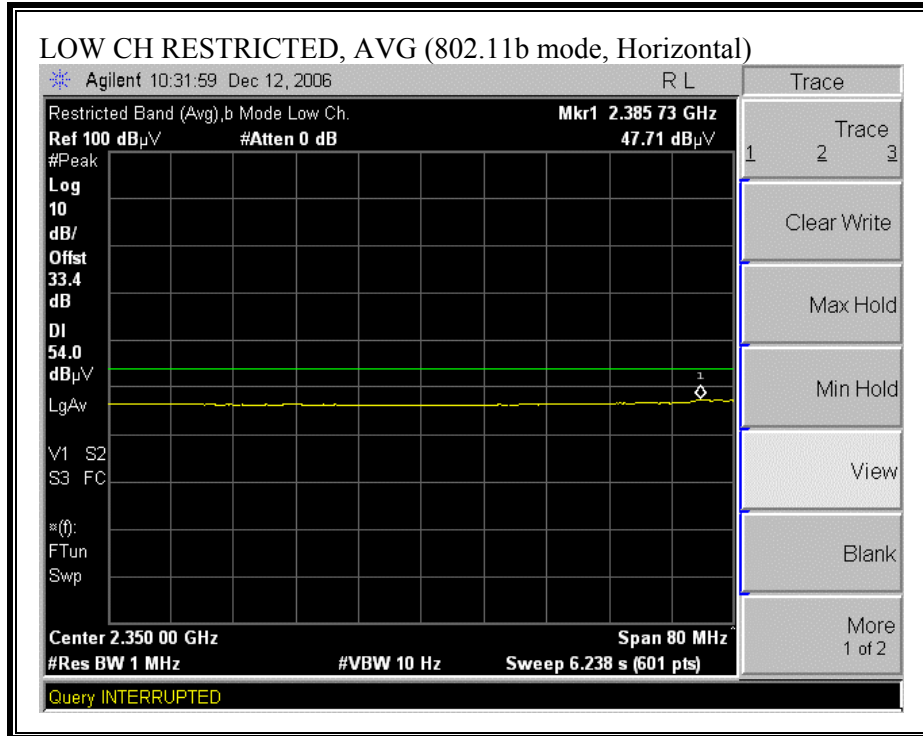 LOW CH RESTRICTED, AVG (802.11b mode, Horizontal)
Agilent 10:31:59 Dec 12, 2006 R L
Restricted Band (Avg),b Mode Low Ch.
Mkr1 2.385 73 GHz
Ref 100 dBµV #Atten 0 dB 47.71 dBµV
#Peak
Log
10
dB/
Offst
33.4
dB
DI
54.0
dBµV
LgAv
V1 S2
S3 FC
¤(f):
FTun
Swp
1
Center 2.350 00 GHz Span 80 MHz^
#Res BW 1 MHz #VBW 10 Hz Sweep 6.238 s (601 pts)
Query INTERRUPTED
Trace
Trace
1 2 3
Clear Write
Max Hold
Min Hold
View
Blank
More
1 of 2